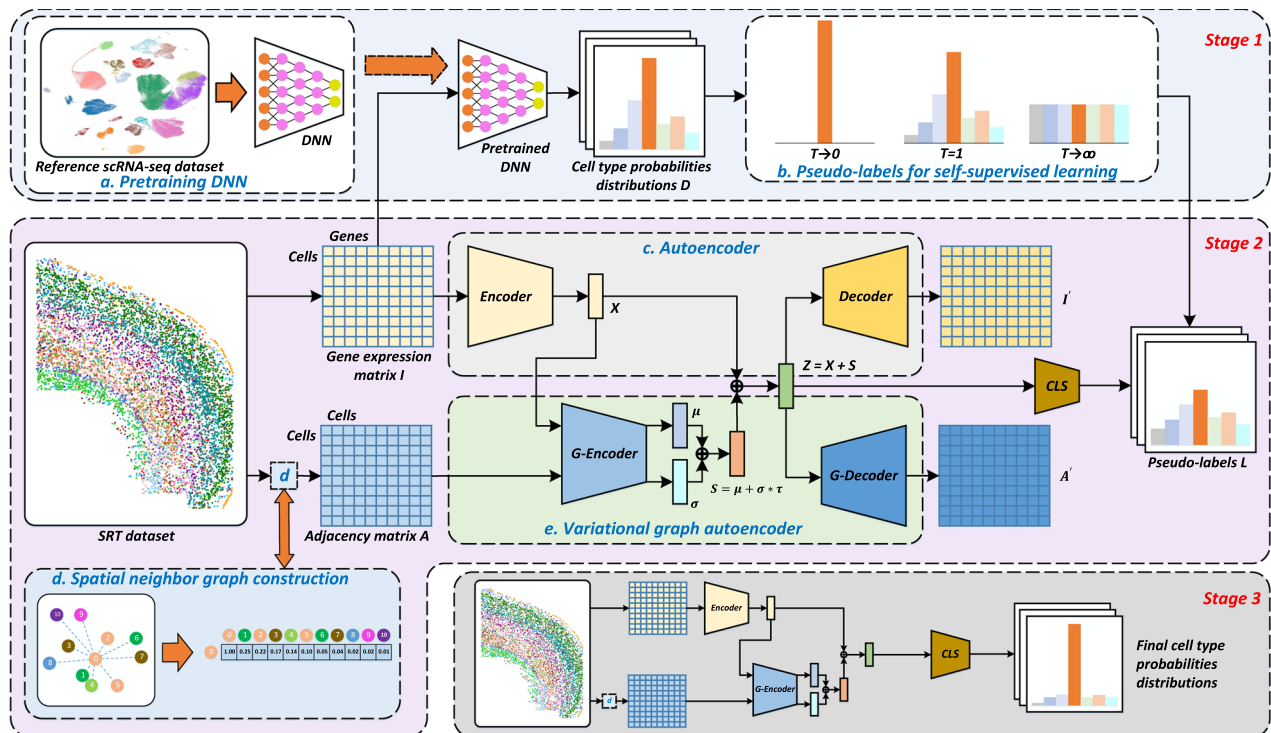 Stage 1
Reference scRNA-seq dataset
a. Pretraining DNN
DNN
Pretrained
DNN
Cell type probabilities
distributions D
T→0
T=1
T→∞
b. Pseudo-labels for self-supervised learning
Stage 2
SRT dataset
Genes
Cells
Gene expression
matrix I
c. Autoencoder
Encoder
X
Decoder
I'
Z = X + S
CLS
Pseudo-labels L
d
Cells
Cells
Adjacency matrix A
G-Encoder
μ
σ
S = μ + σ * τ
G-Decoder
A'
e. Variational graph autoencoder
d. Spatial neighbor graph construction
10
9
3
2
6
8
0
7
1
4
5
0 1 2 3 4 5 6 7 8 9 10
0 1.00 0.25 0.22 0.17 0.14 0.10 0.05 0.04 0.02 0.02 0.01
Stage 3
Encoder
d
G-Encoder
CLS
Final cell type
probabilities
distributions